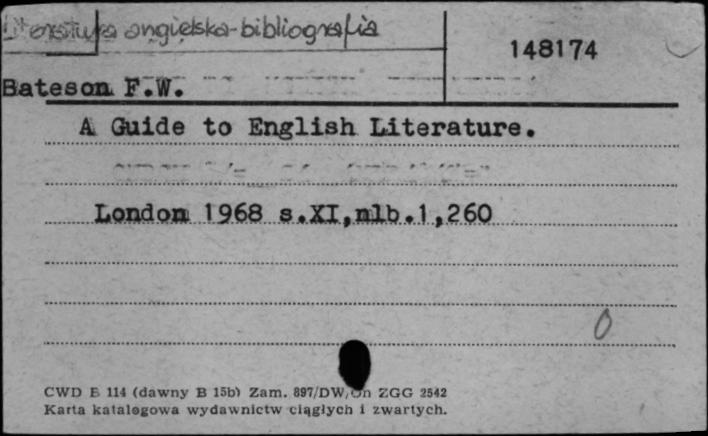 Literatura angielska-bibliografia
148174
Bateson F.W.
A Guide to English Literature.
London 1968 s.XI,nlb.1,260
0
CWD B 114 (dawny B 15b) Zam. 897/DW/Un ZGG 2542
Karta katalogowa wydawnictw ciągłych i zwartych.